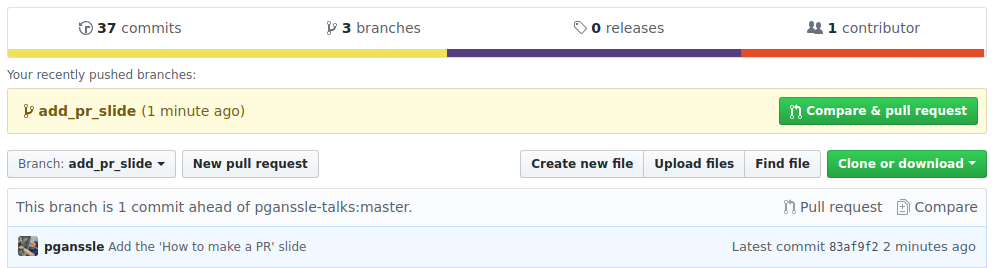 37 commits 3 branches 0 releases 1 contributor
Your recently pushed branches:
add_pr_slide (1 minute ago) Compare & pull request
Branch: add_pr_slide New pull request Create new file Upload files Find file Clone or download
This branch is 1 commit ahead of pganssle-talks:master. Pull request Compare
pganssle Add the 'How to make a PR' slide Latest commit 83af9f2 2 minutes ago